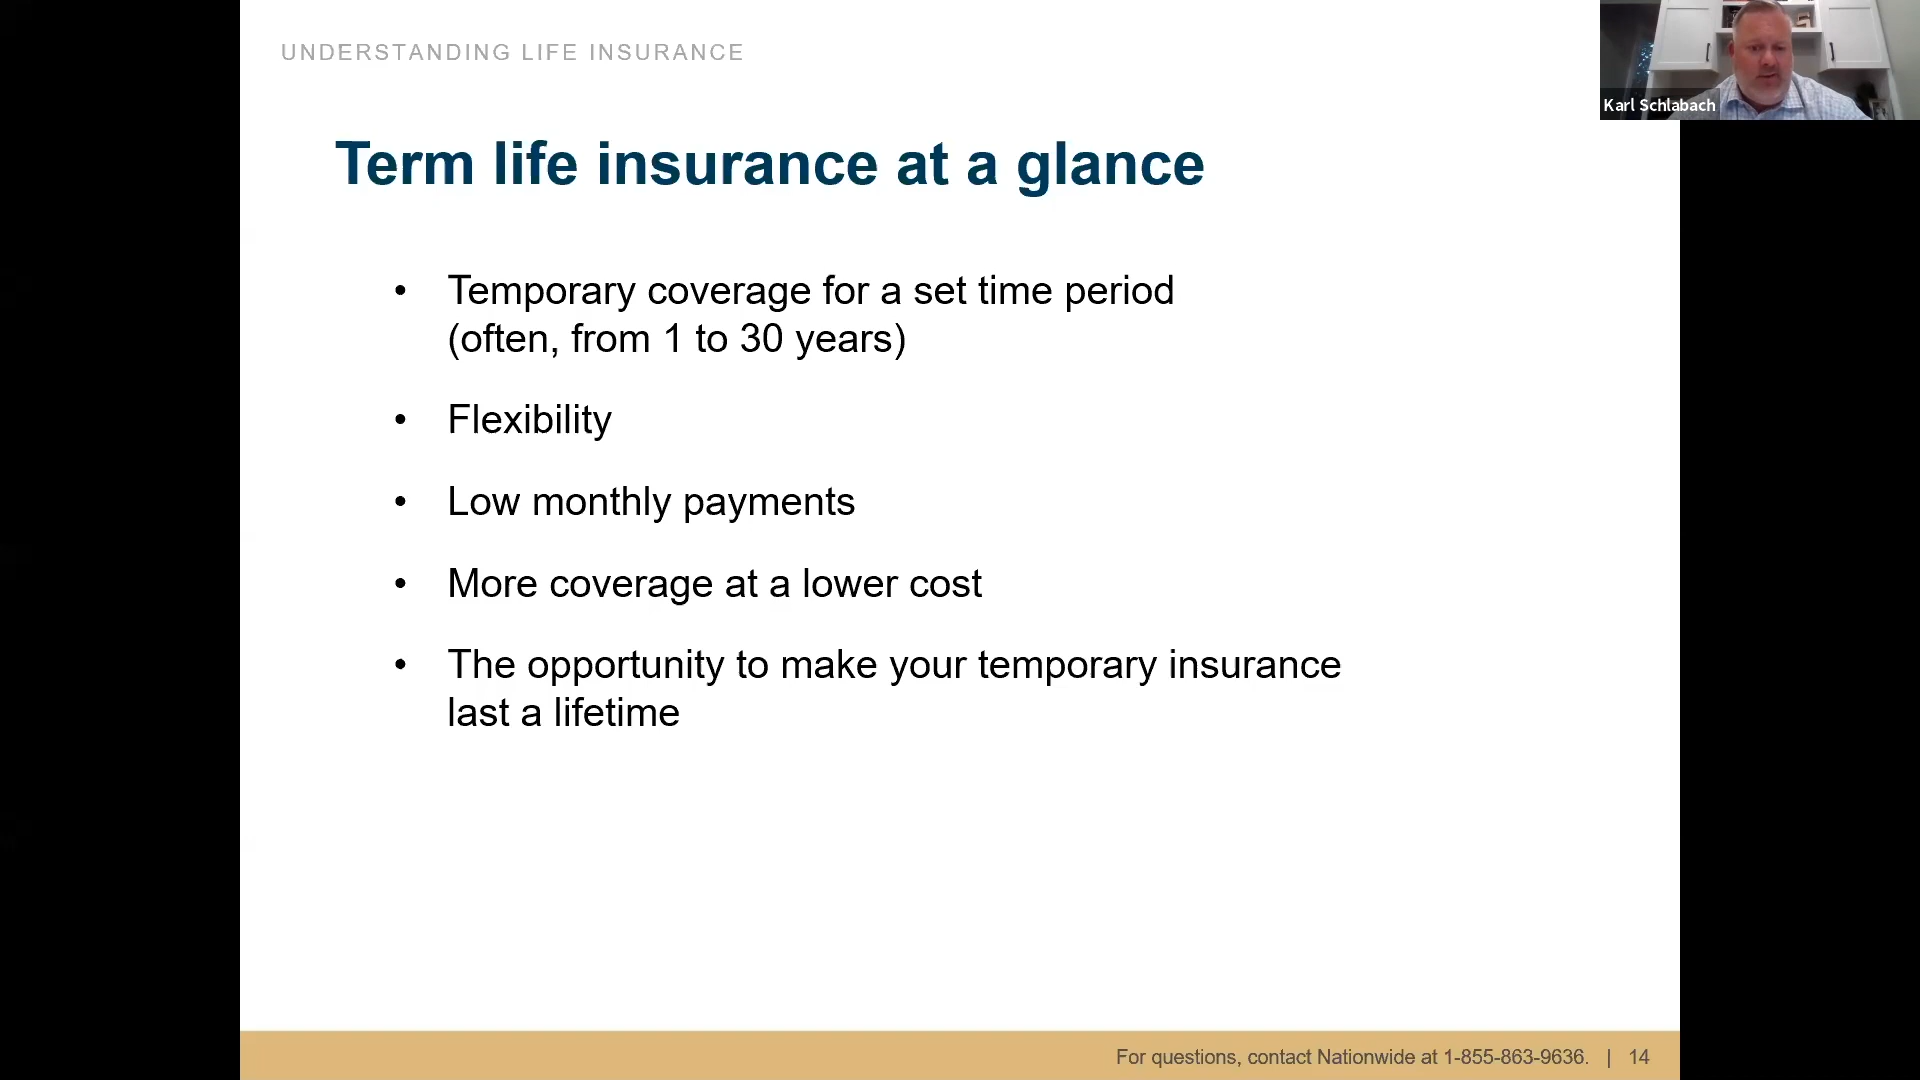 UNDERSTANDING LIFE INSURANCE
Karl Schlabach
Term life insurance at a glance
• Temporary coverage for a set time period
(often, from 1 to 30 years)
• Flexibility
• Low monthly payments
• More coverage at a lower cost
• The opportunity to make your temporary insurance
last a lifetime
For questions, contact Nationwide at 1-855-863-9636. | 14